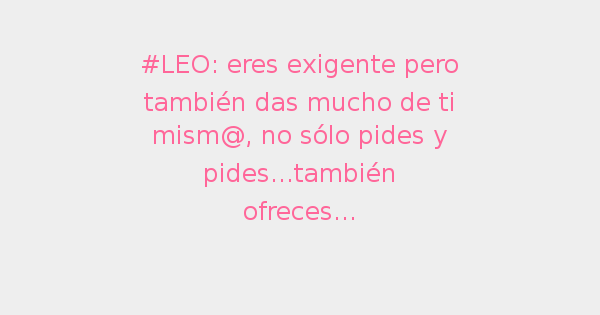 #LEO: eres exigente pero
también das mucho de ti
mism@, no sólo pides y
pides...también
ofreces...